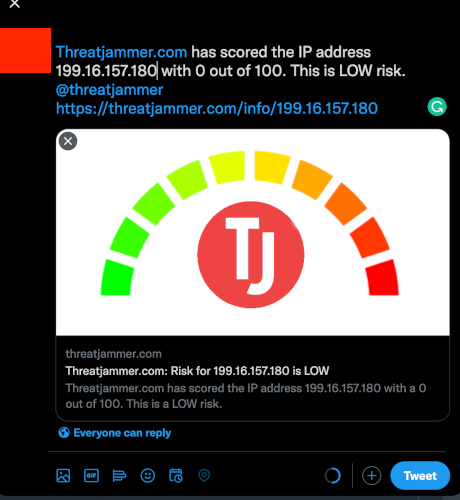 Threatjammer.com has scored the IP address
199.16.157.180 with 0 out of 100. This is LOW risk.
@threatjammer
https://threatjammer.com/info/199.16.157.180
TJ
threatjammer.com
Threatjammer.com: Risk for 199.16.157.180 is LOW
Threatjammer.com has scored the IP address 199.16.157.180 with a 0
out of 100. This is a LOW risk.
Everyone can reply
GIF
Tweet